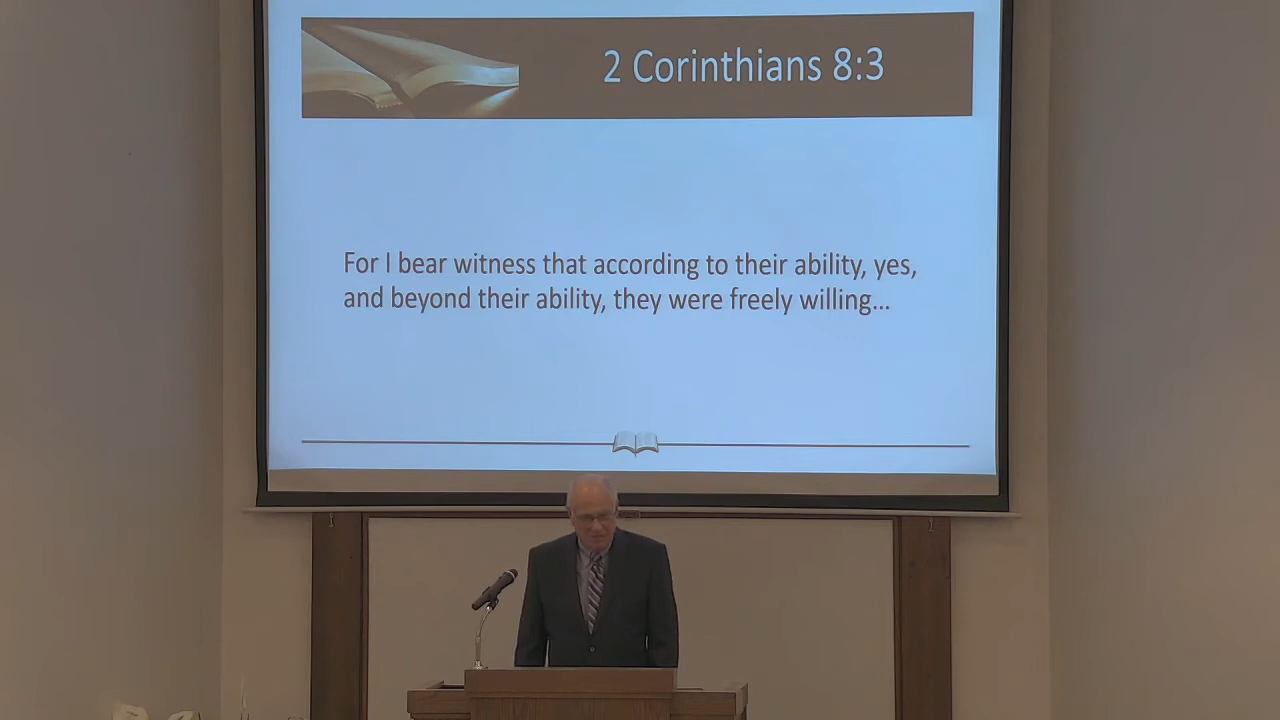 2 Corinthians 8:3
For I bear witness that according to their ability, yes,
and beyond their ability, they were freely willing...